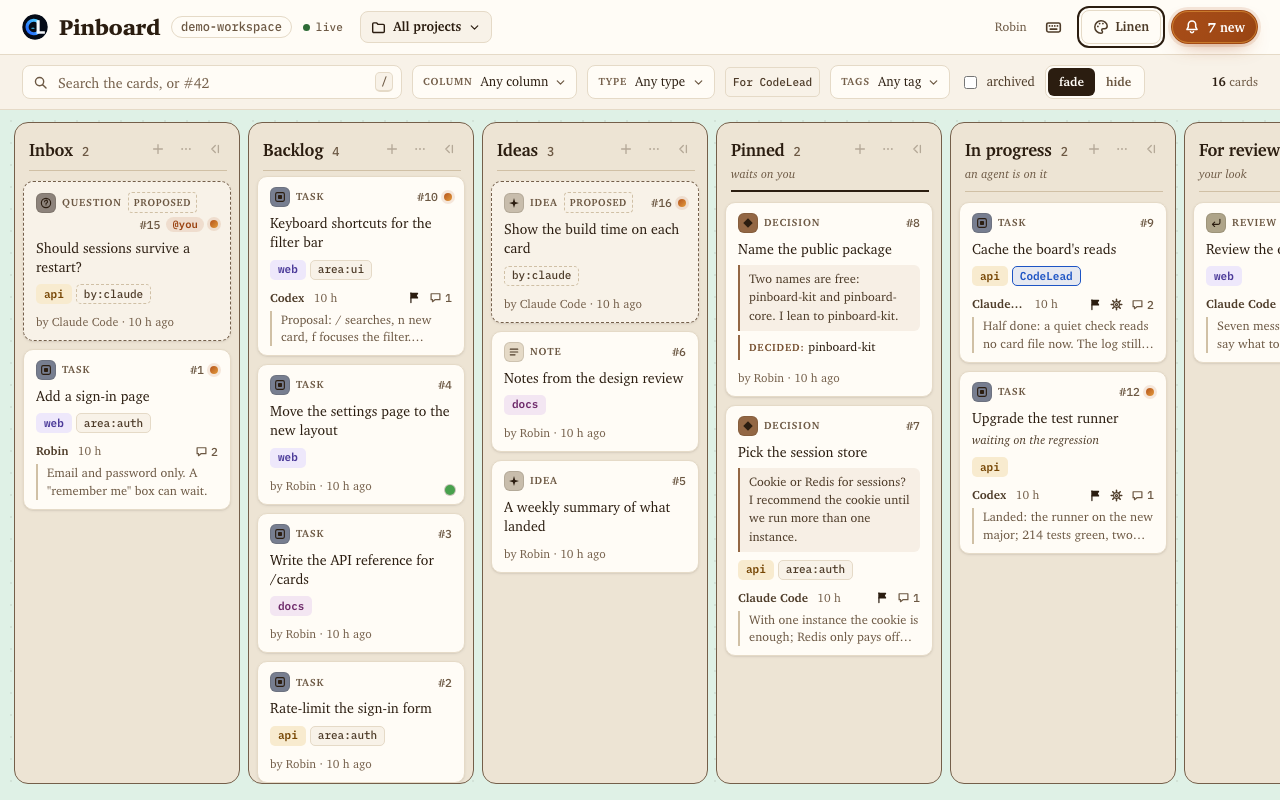 Pinboard
demo-workspace
live
All projects
Robin
Linen
7 new
Search the cards, or #42
/
COLUMN Any column
TYPE Any type
For CodeLead
TAGS Any tag
archived
fade
hide
16 cards
Inbox 2
QUESTION PROPOSED
#15 @you
Should sessions survive a
restart?
api by:claude
by Claude Code · 10 h ago
TASK #1
Add a sign-in page
web area:auth
Robin 10 h 2
Email and password only. A
"remember me" box can wait.
Backlog 4
TASK #10
Keyboard shortcuts for the
filter bar
web area:ui
Codex 10 h 1
Proposal: / searches, n new
card, f focuses the filter.…
TASK #4
Move the settings page to the
new layout
web
by Robin · 10 h ago
TASK #3
Write the API reference for
/cards
docs
by Robin · 10 h ago
TASK #2
Rate-limit the sign-in form
api area:auth
by Robin · 10 h ago
Ideas 3
IDEA PROPOSED #16
Show the build time on each
card
by:claude
by Claude Code · 10 h ago
NOTE #6
Notes from the design review
docs
by Robin · 10 h ago
IDEA #5
A weekly summary of what
landed
by Robin · 10 h ago
Pinned 2
waits on you
DECISION #8
Name the public package
Two names are free:
pinboard-kit and pinboard-
core. I lean to pinboard-kit.
DECIDED: pinboard-kit
by Robin · 10 h ago
DECISION #7
Pick the session store
Cookie or Redis for sessions?
I recommend the cookie until
we run more than one
instance.
api area:auth
Claude Code 10 h 1
With one instance the cookie is
enough; Redis only pays off…
In progress 2
an agent is on it
TASK #9
Cache the board's reads
api CodeLead
Claude… 10 h 2
Half done: a quiet check reads
no card file now. The log still…
TASK #12
Upgrade the test runner
waiting on the regression
api
Codex 10 h 1
Landed: the runner on the new
major; 214 tests green, two…
For review
your look
REVIEW
Review the e
web
Claude Code
Seven mess
say what to